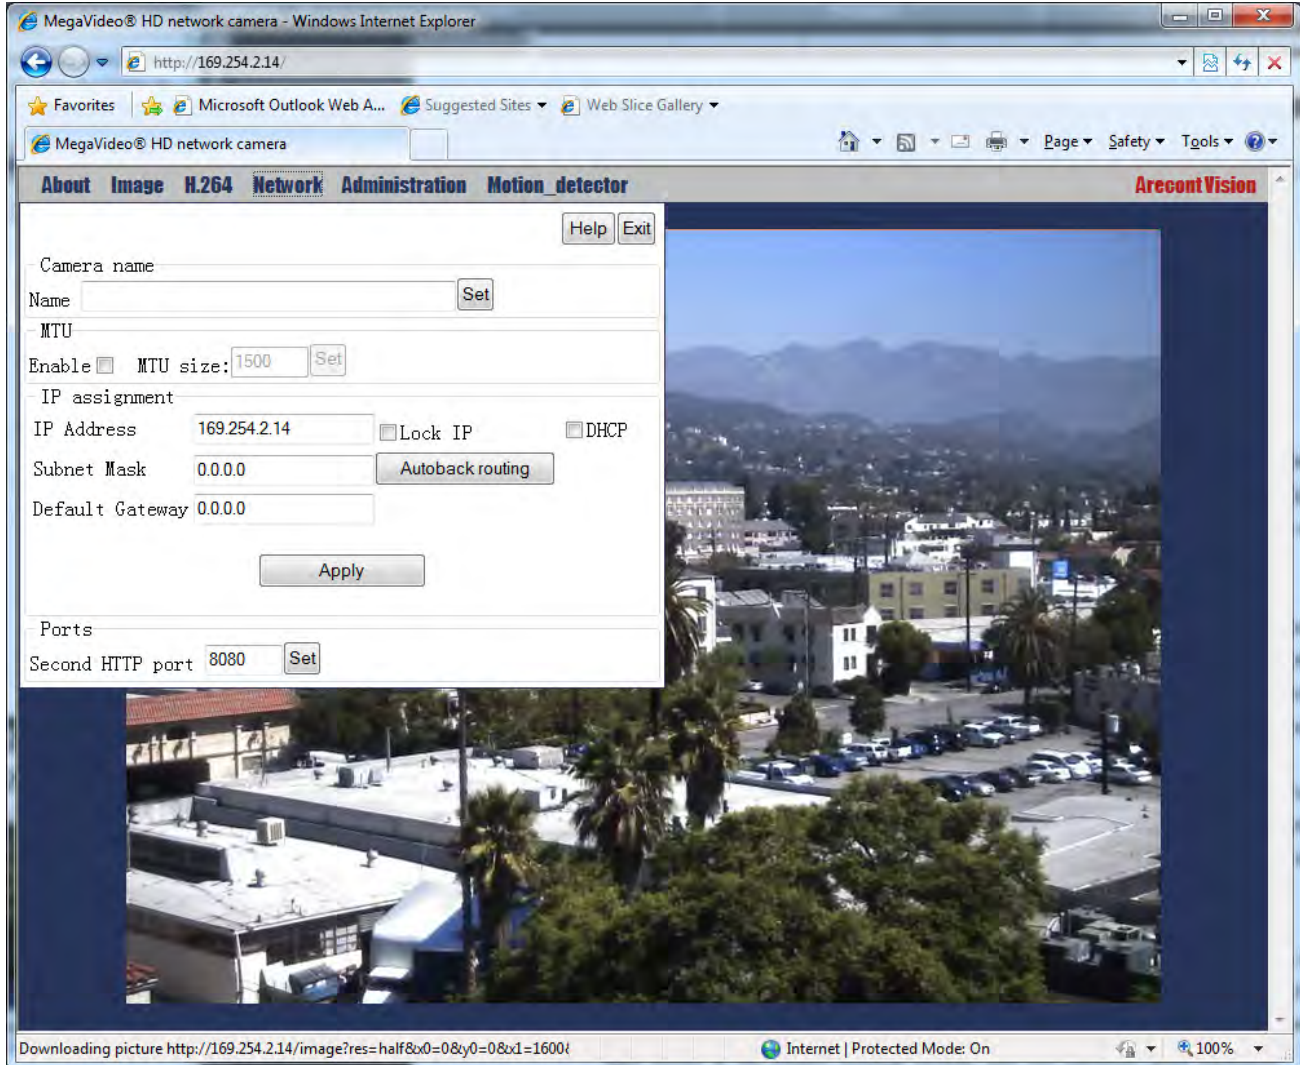 MegaVideo® HD network camera - Windows Internet Explorer
http://169.254.2.14/
Favorites Microsoft Outlook Web A... Suggested Sites Web Slice Gallery
MegaVideo® HD network camera Page Safety Tools
About Image H.264 Network Administration Motion_detector ArecontVision
Help Exit
Camera name
Name Set
MTU
Enable MTU size: 1500 Set
IP assignment
IP Address 169.254.2.14 Lock IP DHCP
Subnet Mask 0.0.0.0 Autoback routing
Default Gateway 0.0.0.0
Apply
Ports
Second HTTP port 8080 Set
Downloading picture http://169.254.2.14/image?res=half&x0=0&y0=0&x1=1600& Internet | Protected Mode: On 100%